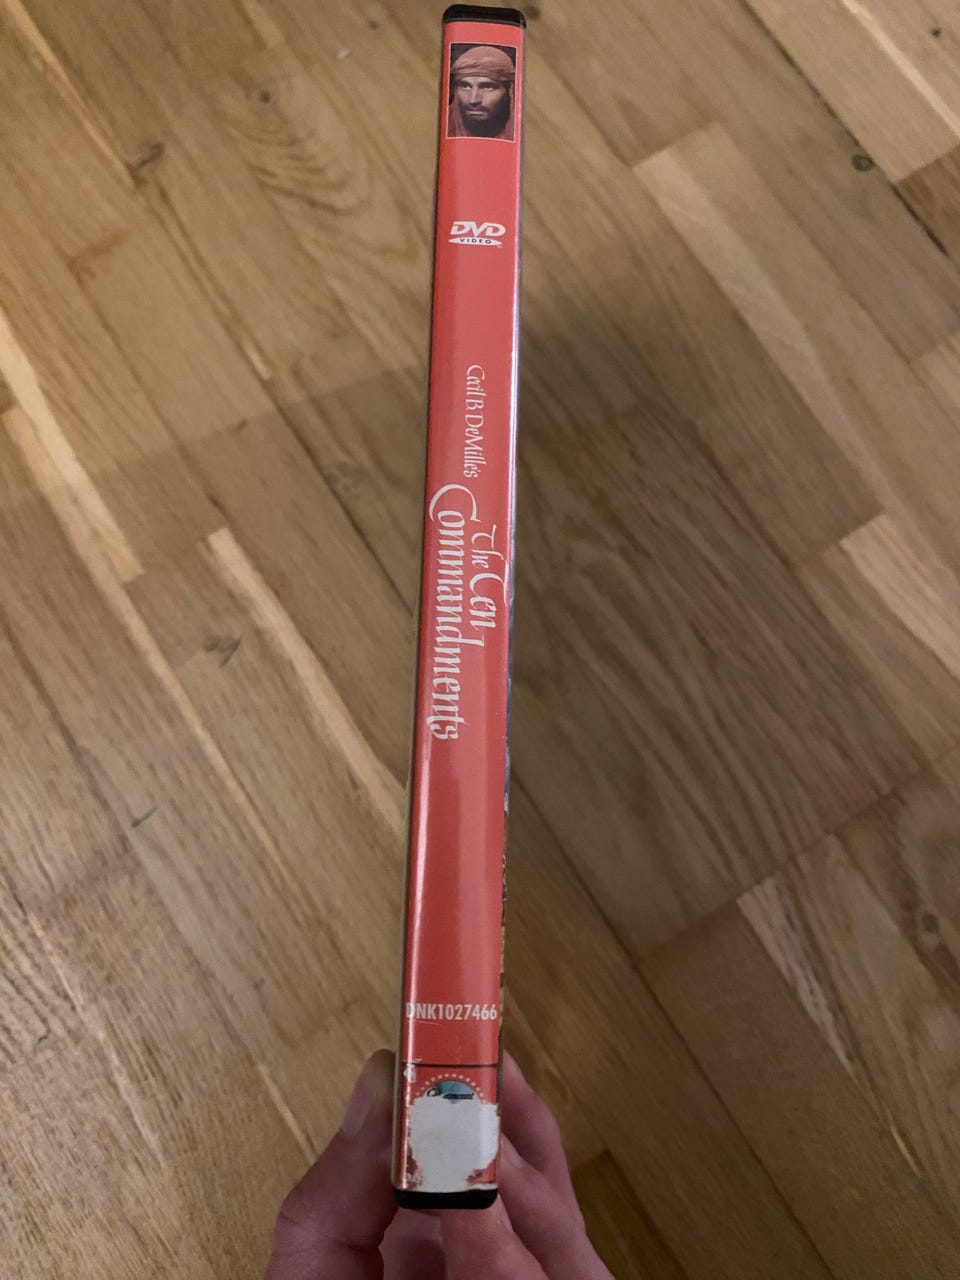 DVD
VIDEO
Cecil B. DeMille's
The Ten
Commandments
DNK1027466